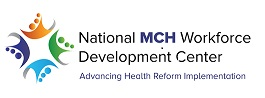 National MCH Workforce
Development Center
Advancing Health Reform Implementation